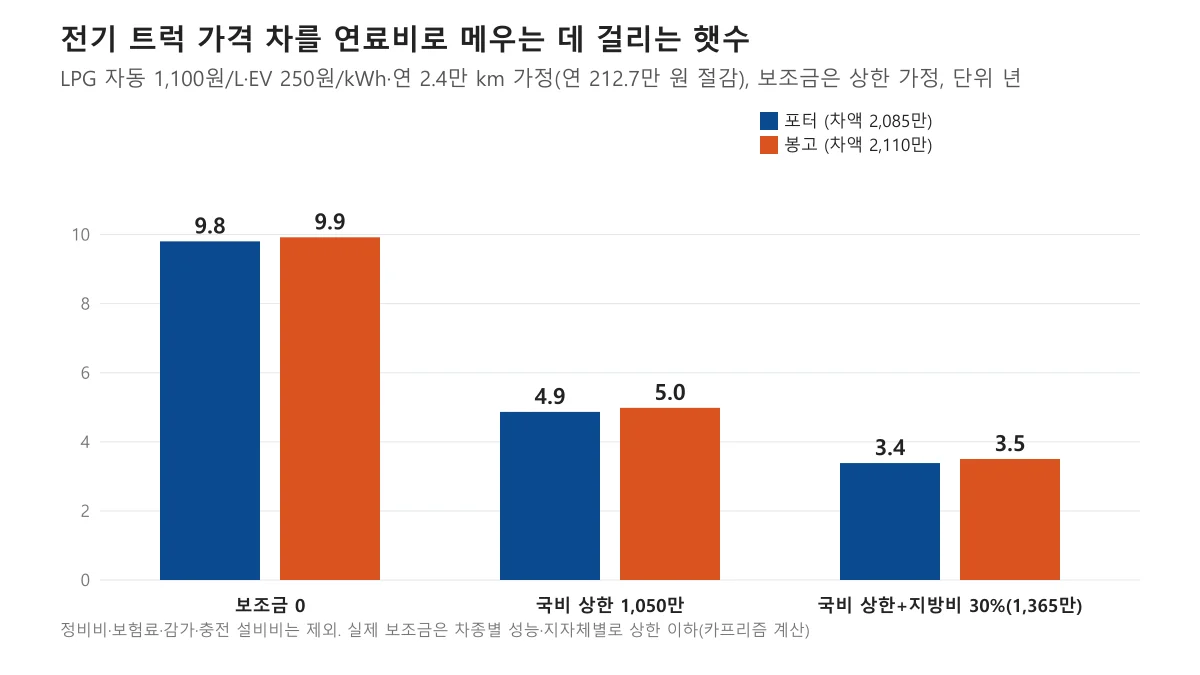 전기 트럭 가격 차를 연료비로 메우는 데 걸리는 햇수
LPG 자동 1,100원/L·EV 250원/kWh·연 2.4만 km 가정(연 212.7만 원 절감), 보조금은 상한 가정, 단위 년
포터 (차액 2,085만)
봉고 (차액 2,110만)
9.8
9.9
4.9
5.0
3.4
3.5
10
8
6
4
2
0
보조금 0
국비 상한 1,050만
국비 상한+지방비 30%(1,365만)
정비비·보험료·감가·충전 설비비는 제외. 실제 보조금은 차종별 성능·지자체별로 상한 이하(카프리즘 계산)